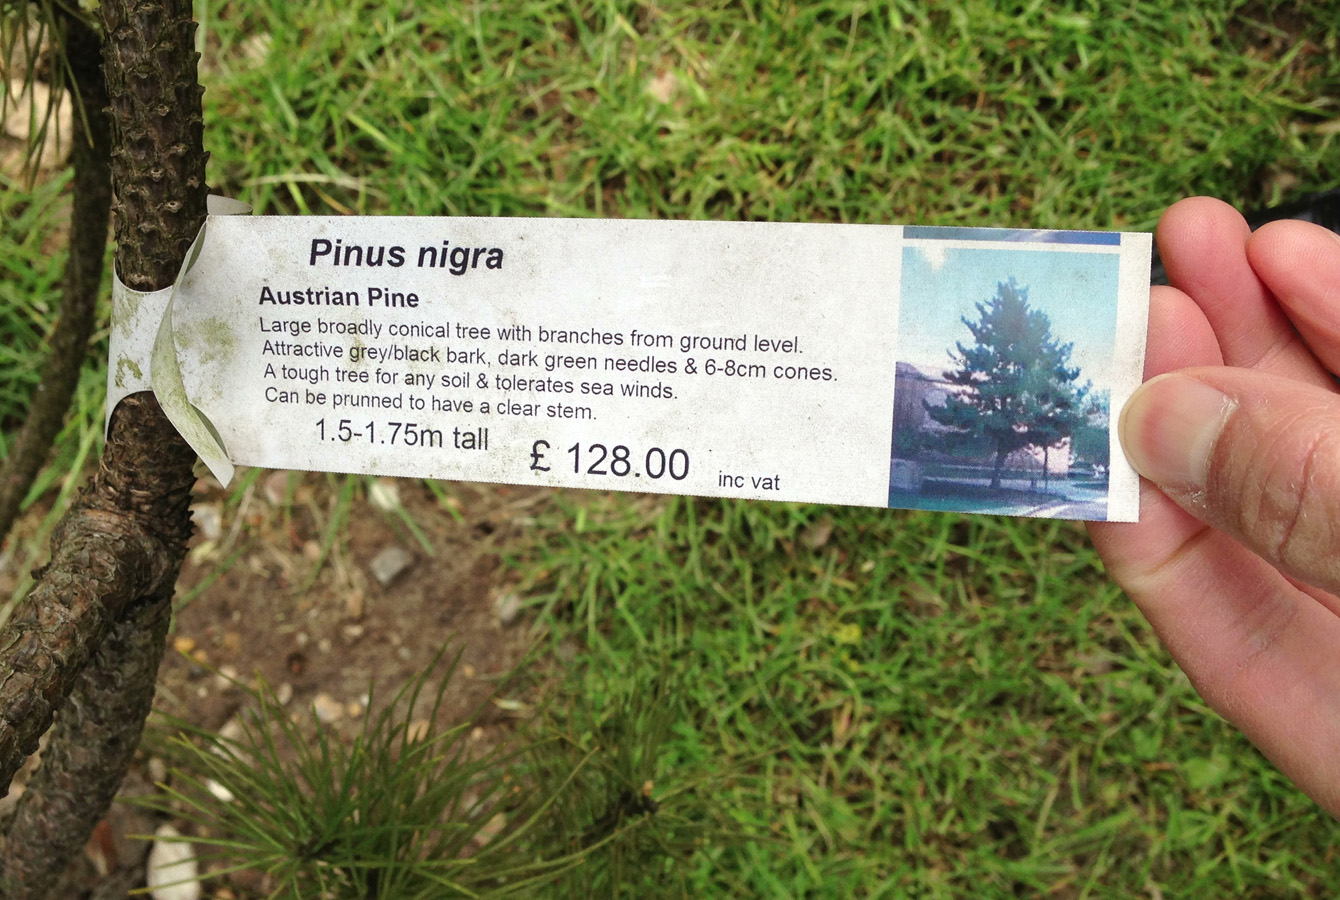 Pinus nigra
Austrian Pine
Large broadly conical tree with branches from ground level.
Attractive grey/black bark, dark green needles & 6-8cm cones.
A tough tree for any soil & tolerates sea winds.
Can be prunned to have a clear stem.
1.5-1.75m tall £ 128.00 inc vat